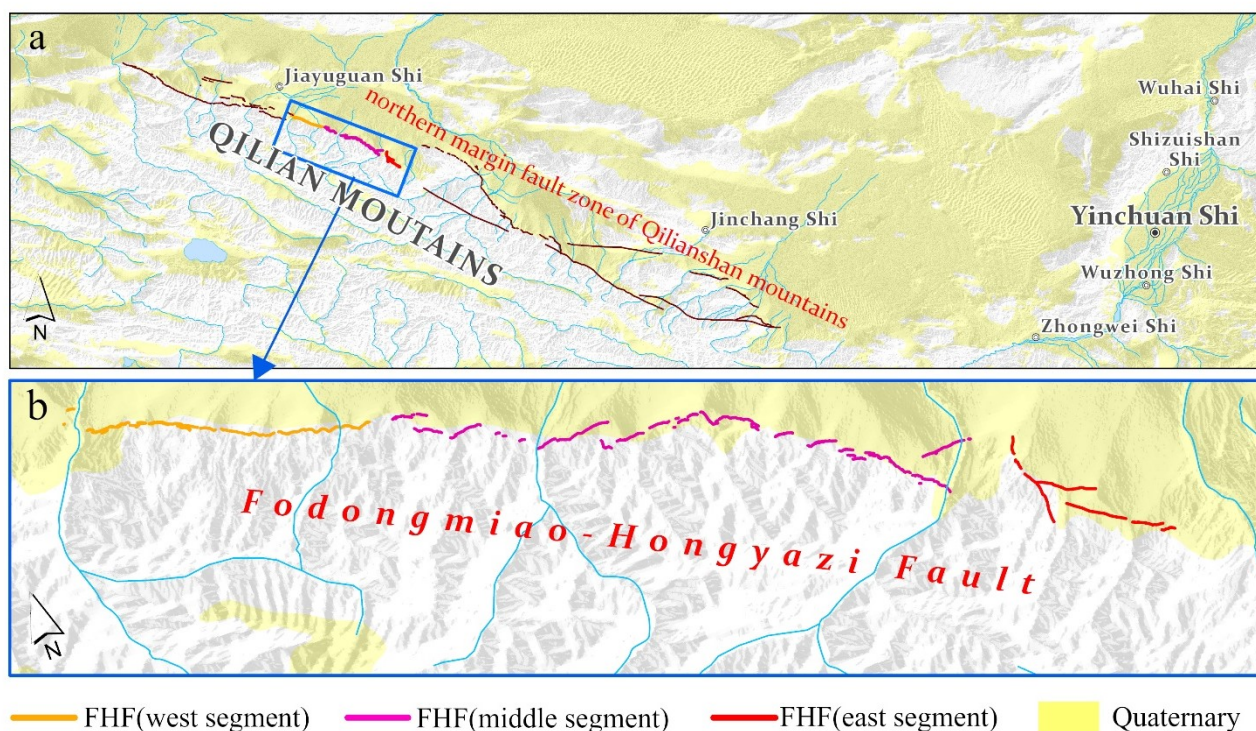 a
Jiayuguan Shi
northern margin fault zone of Qilianshan mountains
QILIAN MOUTAINS
Wuhai Shi
Shizuishan
Shi
Jinchang Shi
Yinchuan Shi
Wuzhong Shi
Zhongwei Shi
N
b
Fodongmiao-Hongyazi Fault
N
FHF(west segment)
FHF(middle segment)
FHF(east segment)
Quaternary